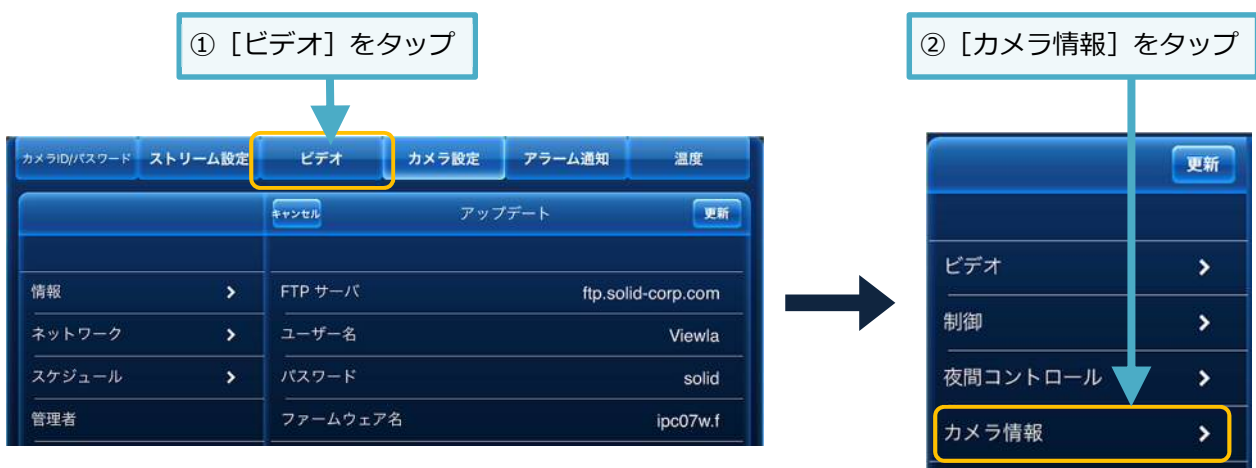 ①［ビデオ］をタップ
②［カメラ情報］をタップ
カメラID/パスワード ストリーム設定 ビデオ カメラ設定 アラーム通知 温度
キャンセル アップデート 更新
情報 FTP サーバ ftp.solid-corp.com
ネットワーク ユーザー名 Viewla
スケジュール パスワード solid
管理者 ファームウェア名 ipc07w.f
更新
ビデオ
制御
夜間コントロール
カメラ情報